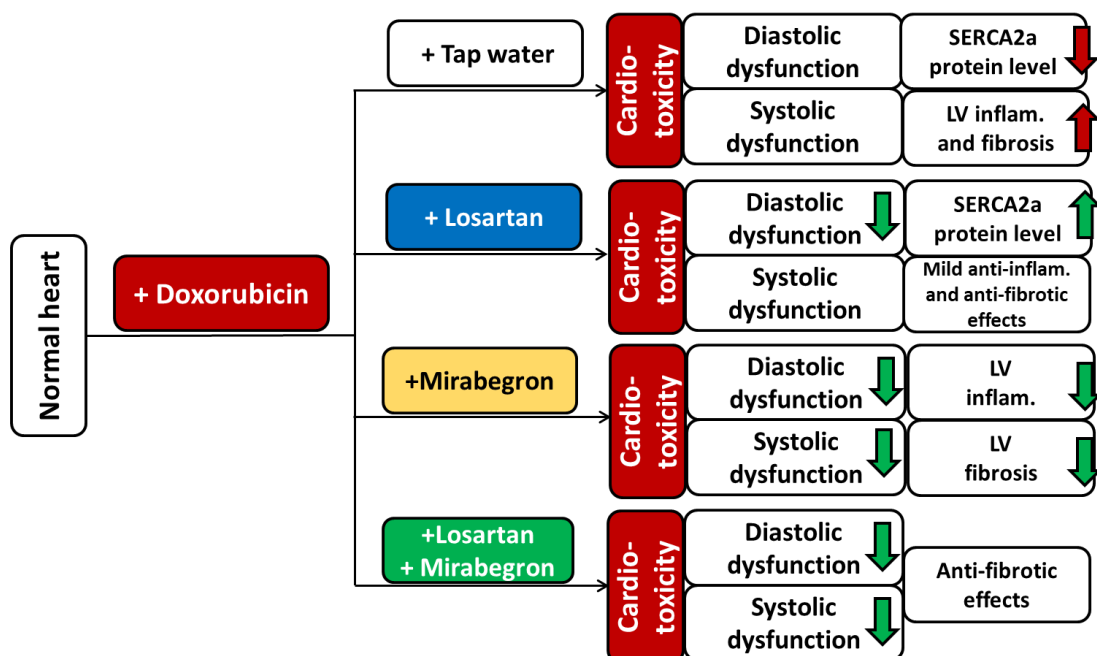 Normal heart
+ Doxorubicin
+ Tap water
Cardio-
toxicity
Diastolic
dysfunction
SERCA2a
protein level
Systolic
dysfunction
LV inflam.
and fibrosis
+ Losartan
Cardio-
toxicity
Diastolic
dysfunction
SERCA2a
protein level
Systolic
dysfunction
Mild anti-inflam.
and anti-fibrotic
effects
+Mirabegron
Cardio-
toxicity
Diastolic
dysfunction
LV
inflam.
Systolic
dysfunction
LV
fibrosis
+Losartan
+ Mirabegron
Cardio-
toxicity
Diastolic
dysfunction
Systolic
dysfunction
Anti-fibrotic
effects